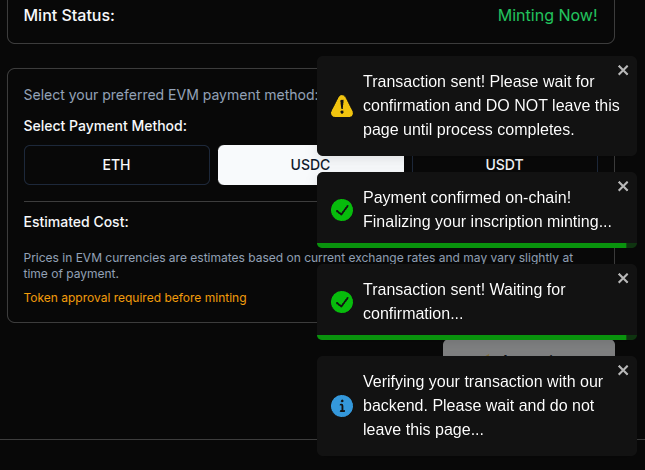 Mint Status:
Minting Now!
Select your preferred EVM payment method:
Select Payment Method:
ETH
USDC
USDT
Estimated Cost:
Prices in EVM currencies are estimates based on current exchange rates and may vary slightly at
time of payment.
Token approval required before minting
Transaction sent! Please wait for
confirmation and DO NOT leave this
page until process completes.
Payment confirmed on-chain!
Finalizing your inscription minting...
Transaction sent! Waiting for
confirmation...
Verifying your transaction with our
backend. Please wait and do not
leave this page...